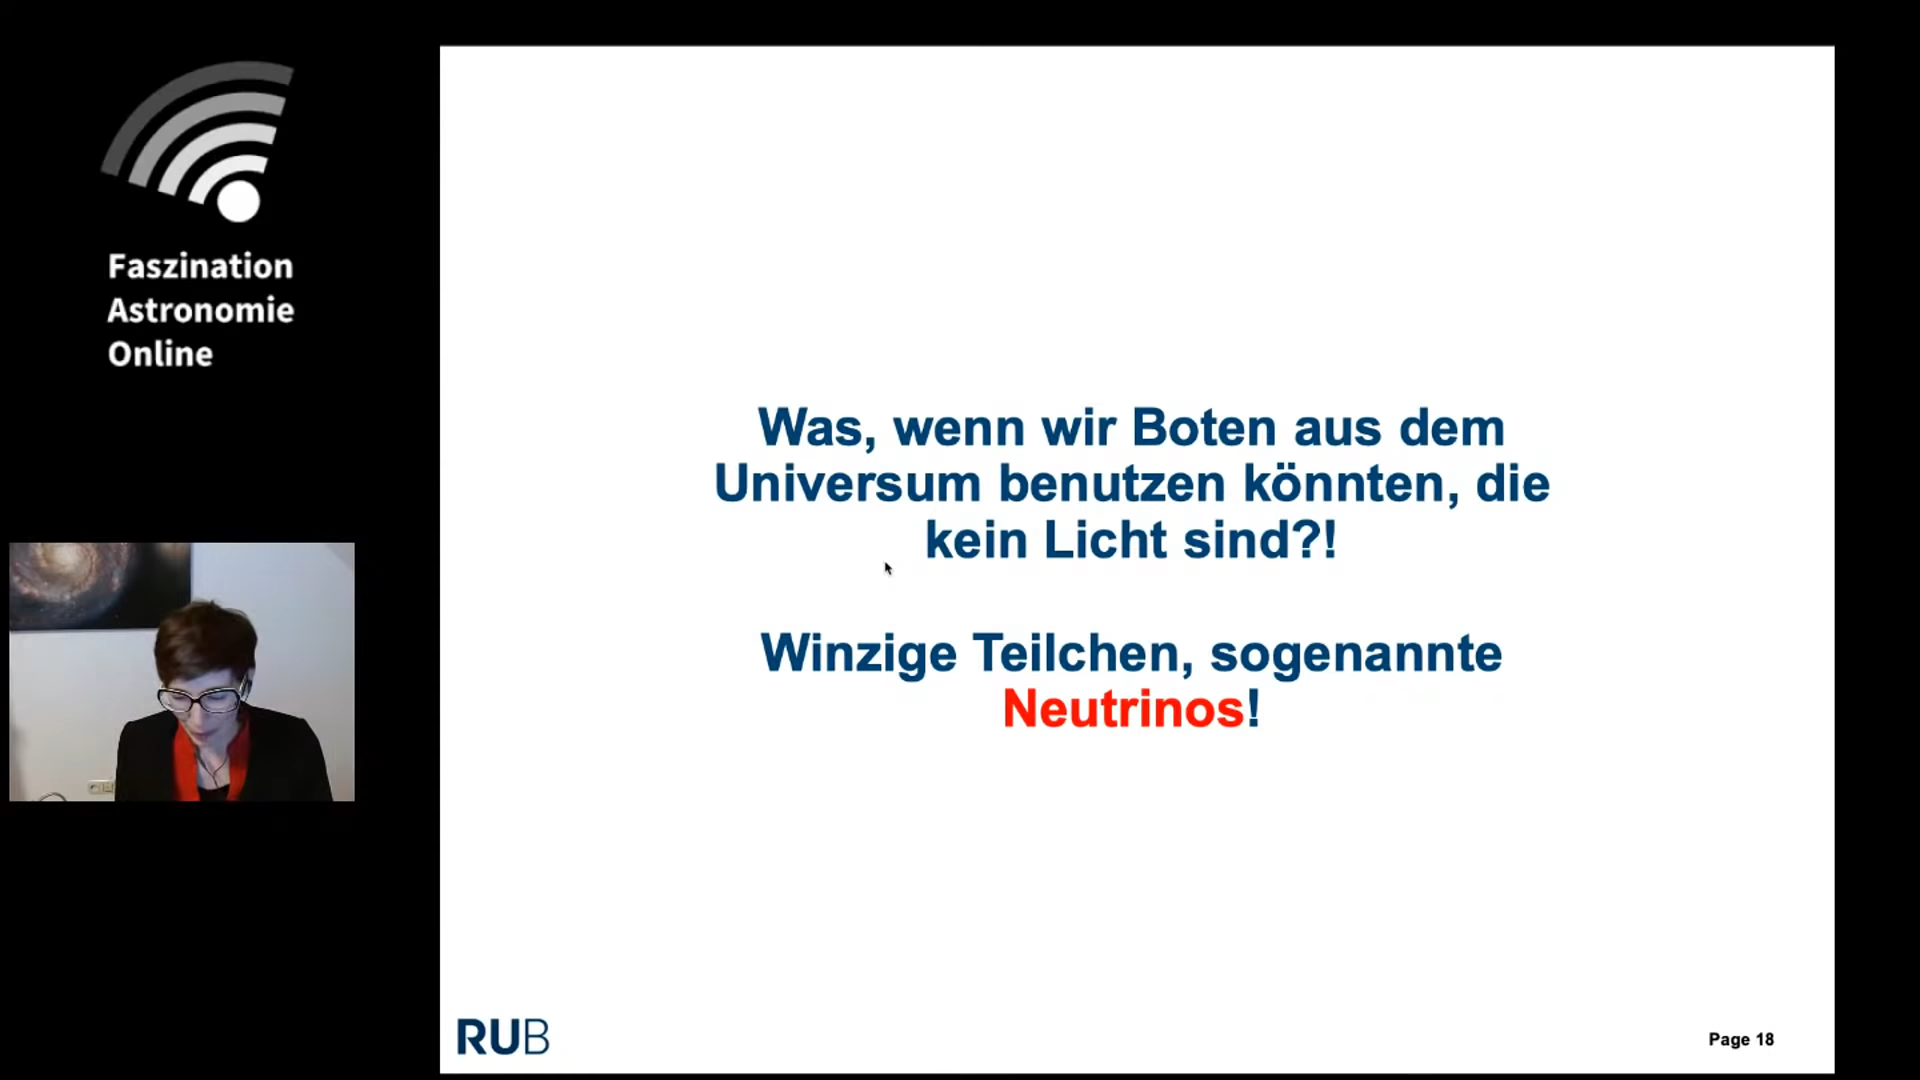 Faszination
Astronomie
Online
Was, wenn wir Boten aus dem
Universum benutzen könnten, die
kein Licht sind?!
Winzige Teilchen, sogenannte
Neutrinos!
RUB
Page 18